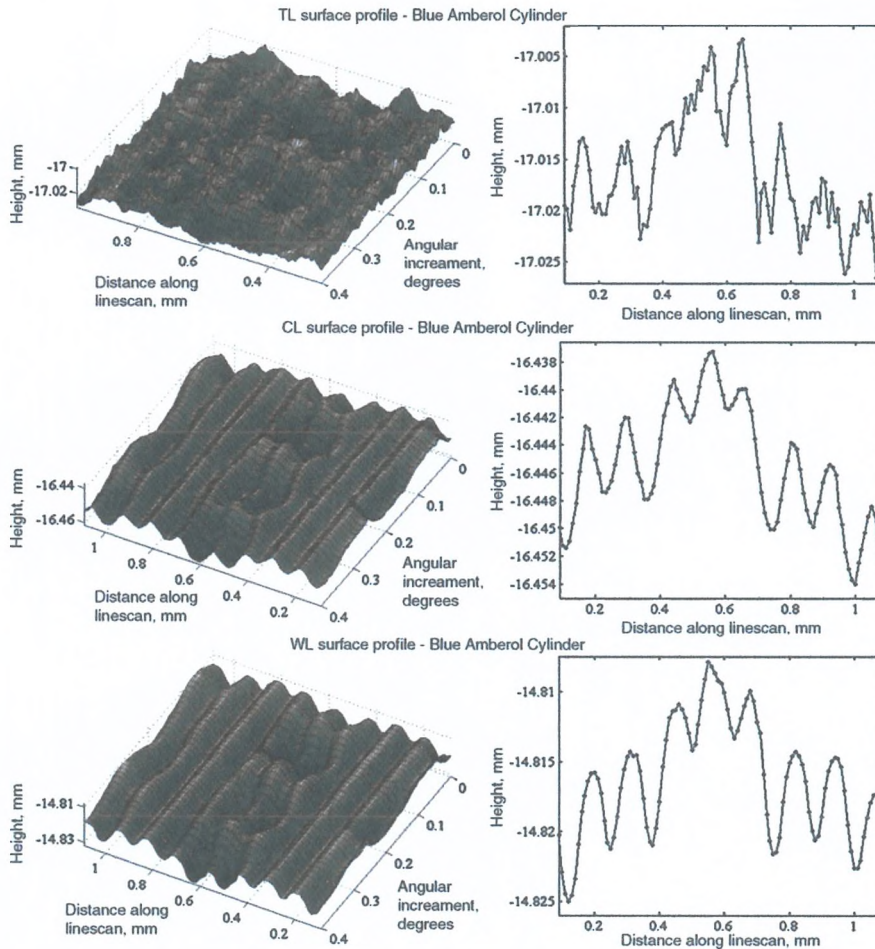 TL surface profile - Blue Amberol Cylinder
Height, mm
-17
-17.02
0.8
0.6
0.4
Distance along
linescan, mm
0
0.1
0.2
0.3
0.4
Angular
increament,
degrees
Height, mm
-17.005
-17.01
-17.015
-17.02
-17.025
0.2
0.4
0.6
0.8
1
Distance along linescan, mm
CL surface profile - Blue Amberol Cylinder
Height, mm
-16.44
-16.46
1
0.8
0.6
0.4
0.2
Distance along
linescan, mm
0
0.1
0.2
0.3
0.4
Angular
increament,
degrees
Height, mm
-16.438
-16.44
-16.442
-16.444
-16.446
-16.448
-16.45
-16.452
-16.454
0.2
0.4
0.6
0.8
1
Distance along linescan, mm
WL surface profile - Blue Amberol Cylinder
Height, mm
-14.81
-14.83
1
0.8
0.6
0.4
0.2
Distance along
linescan, mm
0
0.1
0.2
0.3
0.4
Angular
increament,
degrees
Height, mm
-14.81
-14.815
-14.82
-14.825
0.2
0.4
0.6
0.8
1
Distance along linescan, mm